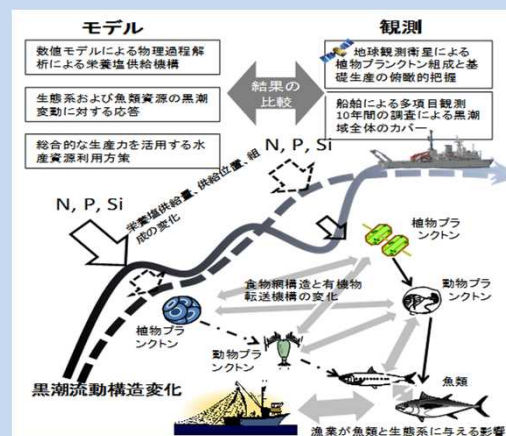 モデル
数値モデルによる物理過程解
析による栄養塩供給機構
生態系および魚類資源の黒潮
変動に対する応答
総合的な生産力を活用する水
産資源利用方策
結果の
比較
観測
地球観測衛星による
植物プランクトン組成と基
礎生産の俯瞰的把握
船舶による多項目観測
10年間の調査による黒潮
域全体のカバー
N, P, Si
N, P, Si
栄養塩供給量、供給位置、組
成の変化
植物プラ
ンクトン
食物網構造と有機物
転送機構の変化
動物プラ
ンクトン
植物プラ
ンクトン
動物プラ
ンクトン
魚類
黒潮流動構造変化
漁業が魚類と生態系に与える影響